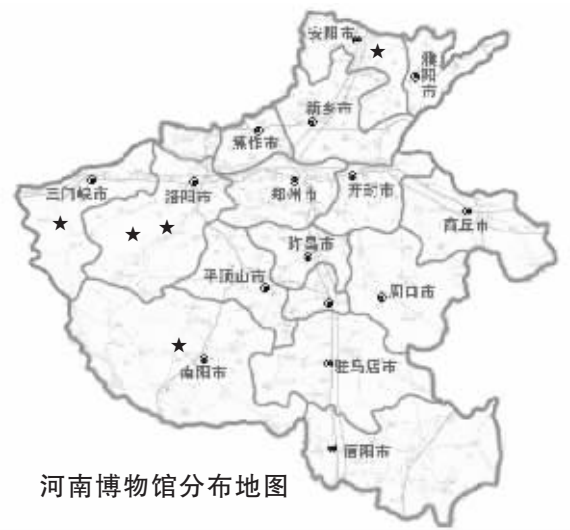 安阳市
濮阳市
新乡市
焦作市
三门峡市
洛阳市
郑州市
开封市
商丘市
许昌市
平顶山市
周口市
南阳市
驻马店市
信阳市
河南博物馆分布地图